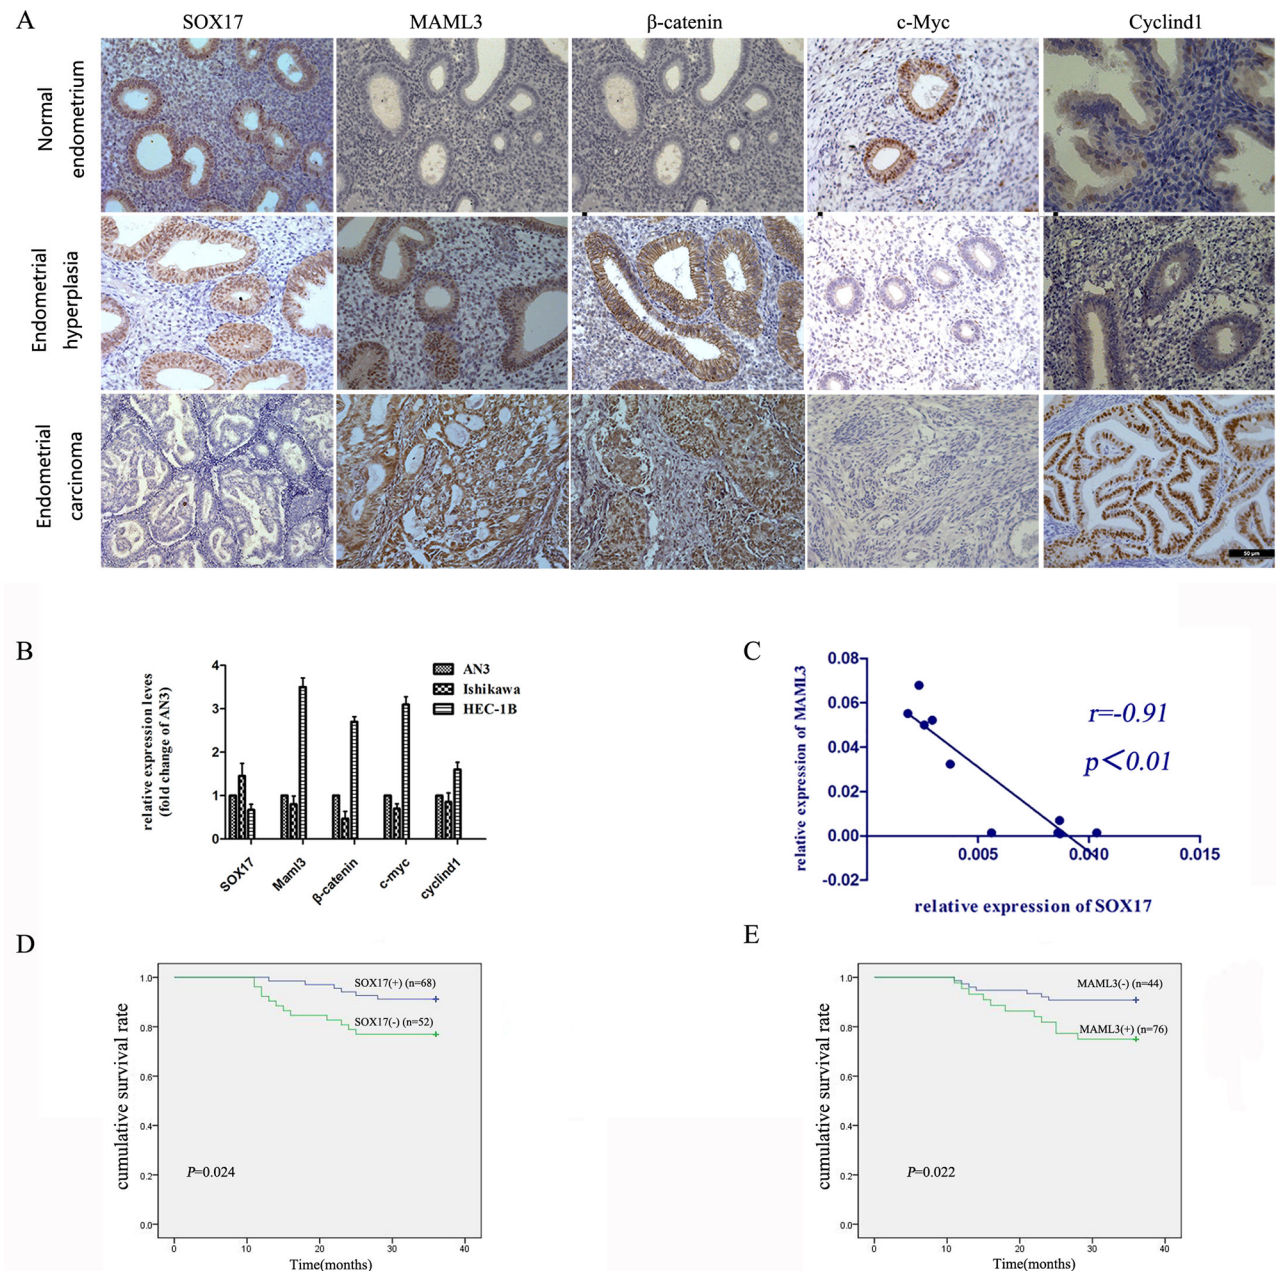 A
SOX17 MAML3 β-catenin c-Myc Cyclind1
Normal
endometrium
Endometrial
hyperplasia
Endometrial
carcinoma
50 μm
B
relative expression leves
(fold change of AN3)
4
3
2
1
0
AN3
Ishikawa
HEC-1B
SOX17 Maml3 β-catenin c-myc cyclind1
C
relative expression of MAML3
0.08
0.06
0.04
0.02
0.00
-0.02
r=-0.91
p<0.01
0.005 0.010 0.015
relative expression of SOX17
D
cumulative survival rate
1.0
0.8
0.6
0.4
0.2
0.0
SOX17(+) (n=68)
SOX17(-) (n=52)
P=0.024
0 10 20 30 40
Time(months)
E
cumulative survival rate
1.0
0.8
0.6
0.4
0.2
0.0
MAML3(-) (n=44)
MAML3(+) (n=76)
P=0.022
0 10 20 30 40
Time(months)